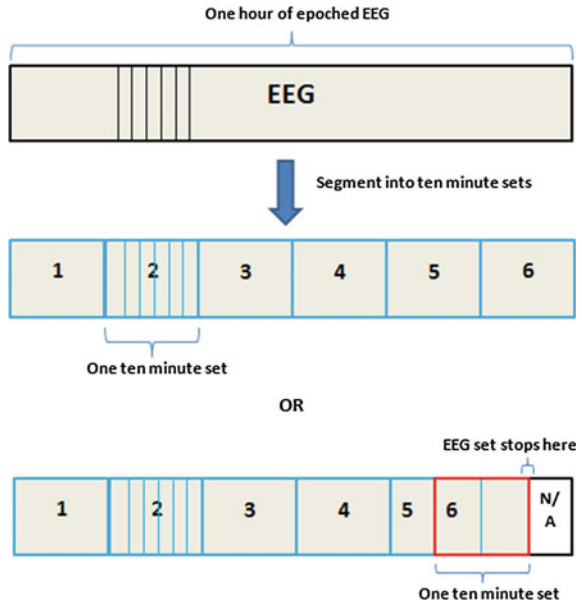 One hour of epoched EEG
EEG
Segment into ten minute sets
1 2 3 4 5 6
One ten minute set
OR
EEG set stops here
1 2 3 4 5 6 N/
A
One ten minute set